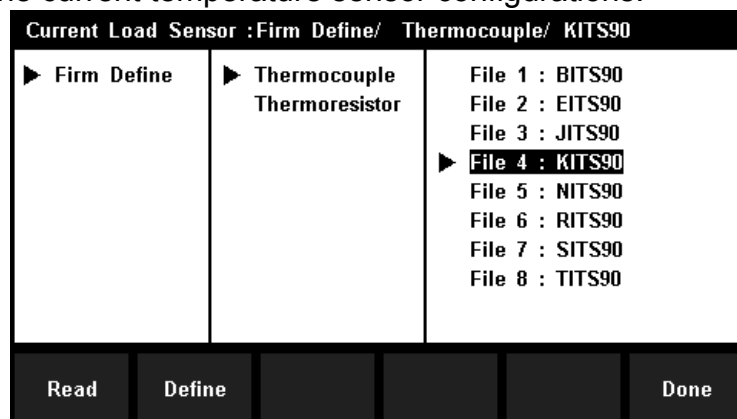 the current temperature sensor configurations.
Current Load Sensor :Firm Define/ Thermocouple/ KITS90
Firm Define
Thermocouple
Thermoresistor
File 1 : BITS90
File 2 : EITS90
File 3 : JITS90
File 4 : KITS90
File 5 : NITS90
File 6 : RITS90
File 7 : SITS90
File 8 : TITS90
Read
Define
Done